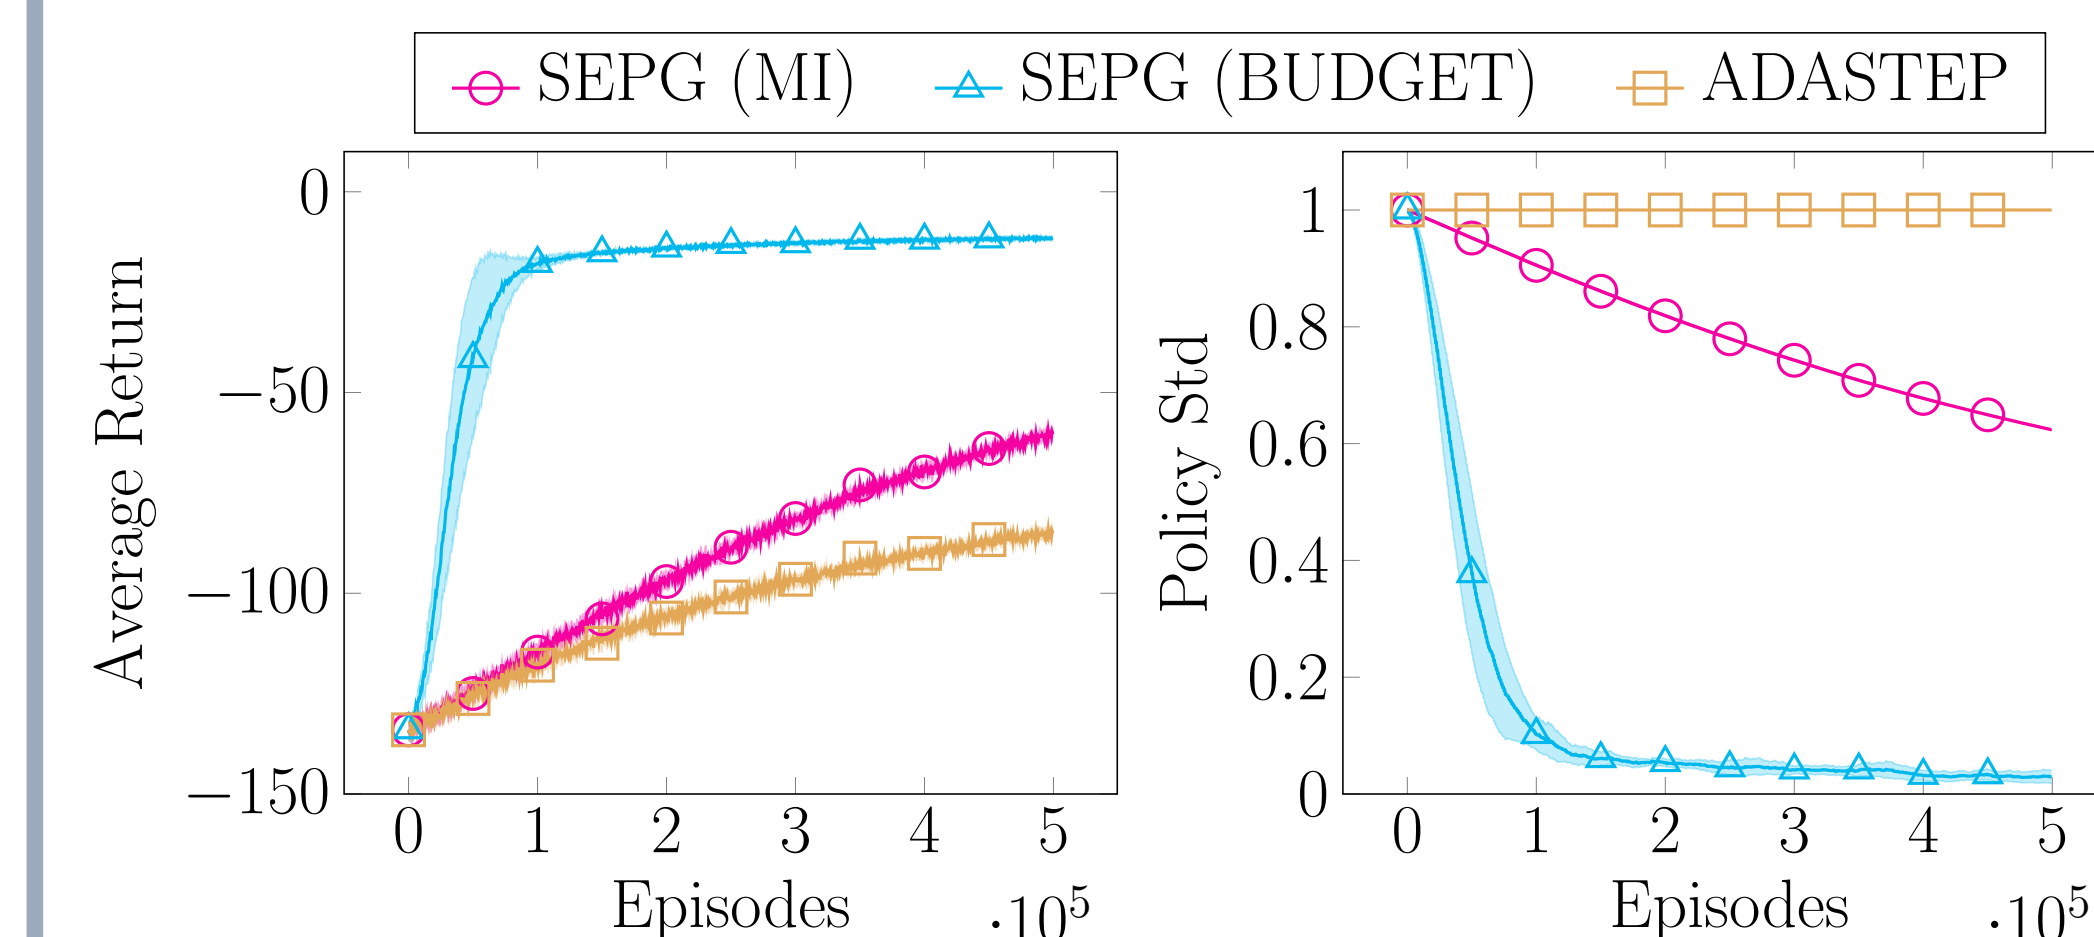 SEPG (MI) SEPG (BUDGET) ADASTEP
Average Return
0
−50
−100
−150
0 1 2 3 4 5
Episodes
·10⁵
Policy Std
1
0.8
0.6
0.4
0.2
0
0 1 2 3 4 5
Episodes
·10⁵